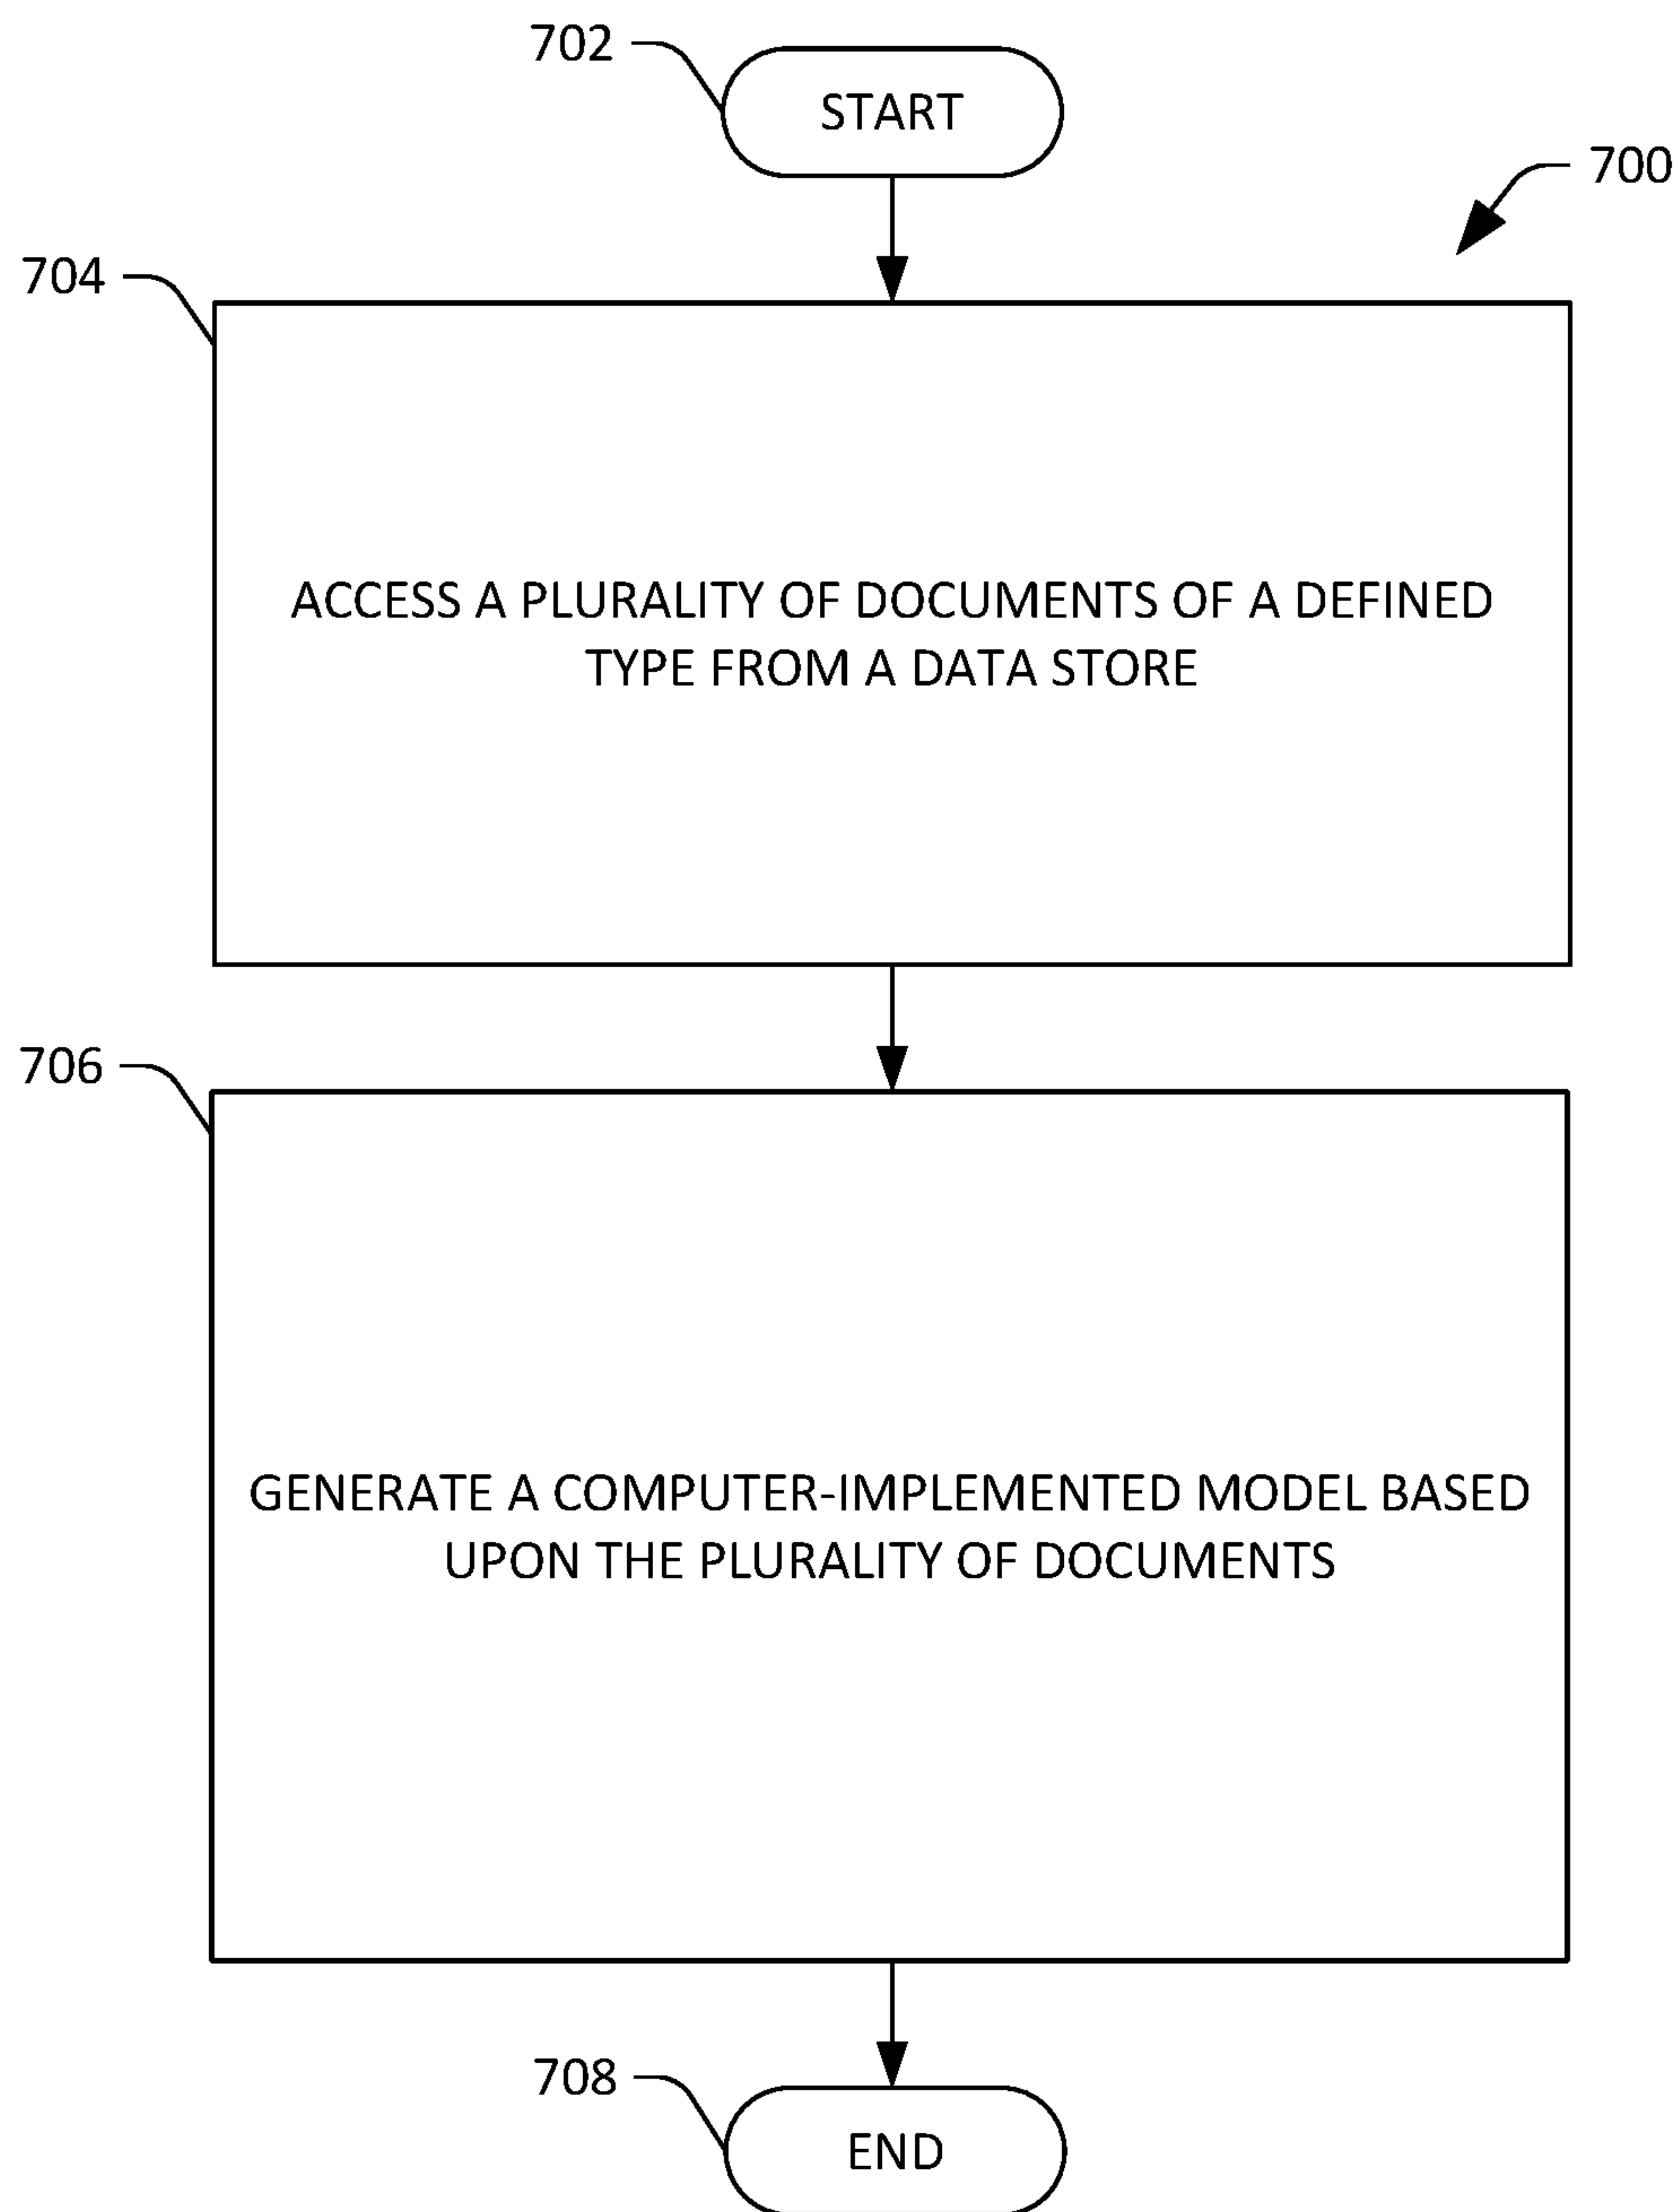 702
START
700
704
ACCESS A PLURALITY OF DOCUMENTS OF A DEFINED
TYPE FROM A DATA STORE
706
GENERATE A COMPUTER-IMPLEMENTED MODEL BASED
UPON THE PLURALITY OF DOCUMENTS
708
END